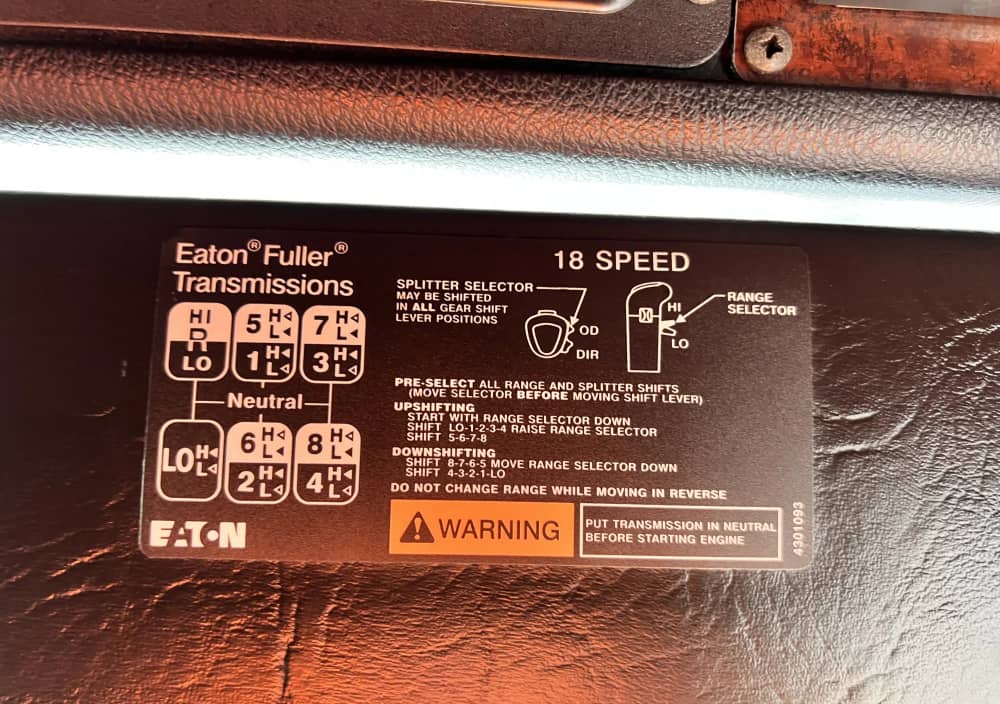 Eaton® Fuller®
Transmissions
18 SPEED
HI
R
LO
5 H L
1 H L
7 H L
3 H L
Neutral
LO H L
6 H L
2 H L
8 H L
4 H L
EATON
SPLITTER SELECTOR
MAY BE SHIFTED
IN ALL GEAR SHIFT
LEVER POSITIONS
OD
DIR
HI
LO
RANGE
SELECTOR
PRE-SELECT ALL RANGE AND SPLITTER SHIFTS
(MOVE SELECTOR BEFORE MOVING SHIFT LEVER)
UPSHIFTING
START WITH RANGE SELECTOR DOWN
SHIFT LO-1-2-3-4 RAISE RANGE SELECTOR
SHIFT 5-6-7-8
DOWNSHIFTING
SHIFT 8-7-6-5 MOVE RANGE SELECTOR DOWN
SHIFT 4-3-2-1-LO
DO NOT CHANGE RANGE WHILE MOVING IN REVERSE
WARNING
PUT TRANSMISSION IN NEUTRAL
BEFORE STARTING ENGINE
4301093